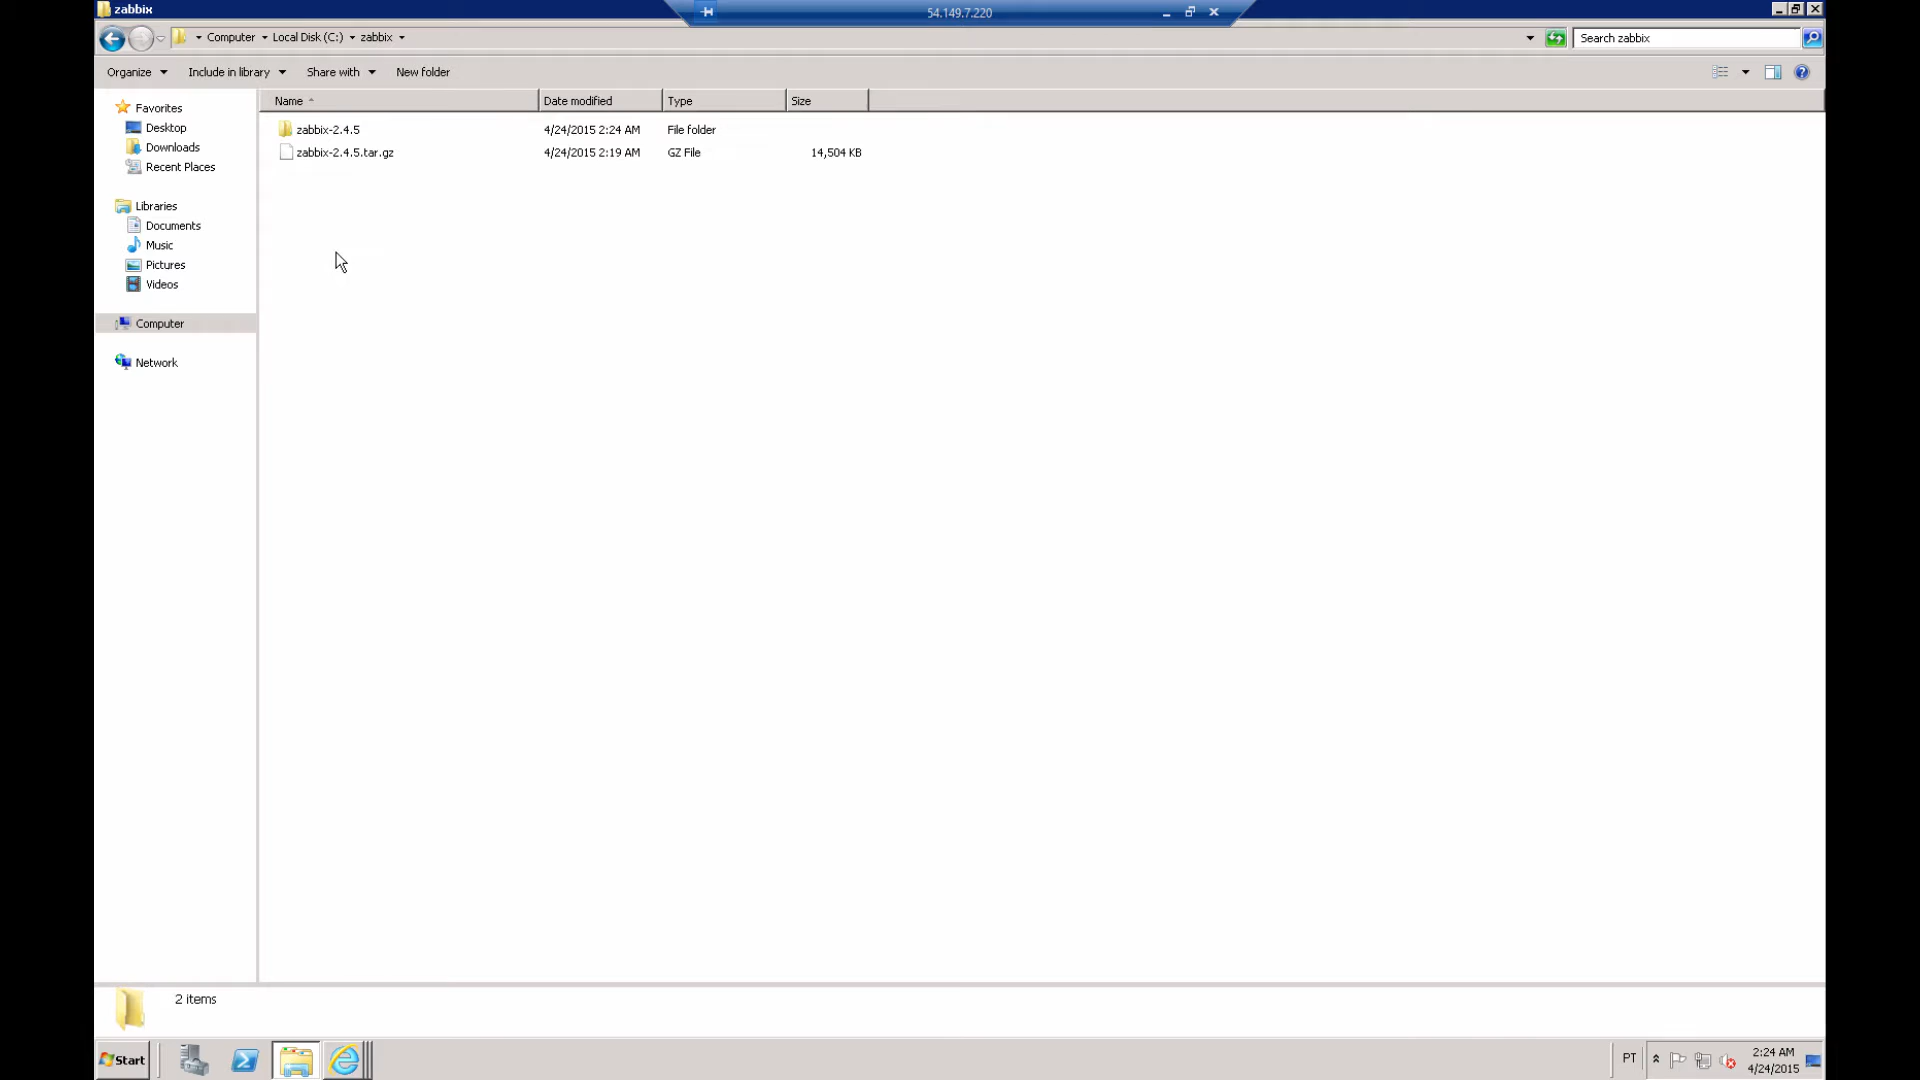 zabbix
54.149.7.220
Computer Local Disk (C:) zabbix
Search zabbix
Organize Include in library Share with New folder
Name Date modified Type Size
Favorites
Desktop
Downloads
Recent Places
Libraries
Documents
Music
Pictures
Videos
Computer
Network
zabbix-2.4.5 4/24/2015 2:24 AM File folder
zabbix-2.4.5.tar.gz 4/24/2015 2:19 AM GZ File 14,504 KB
2 items
Start
PT
2:24 AM
4/24/2015